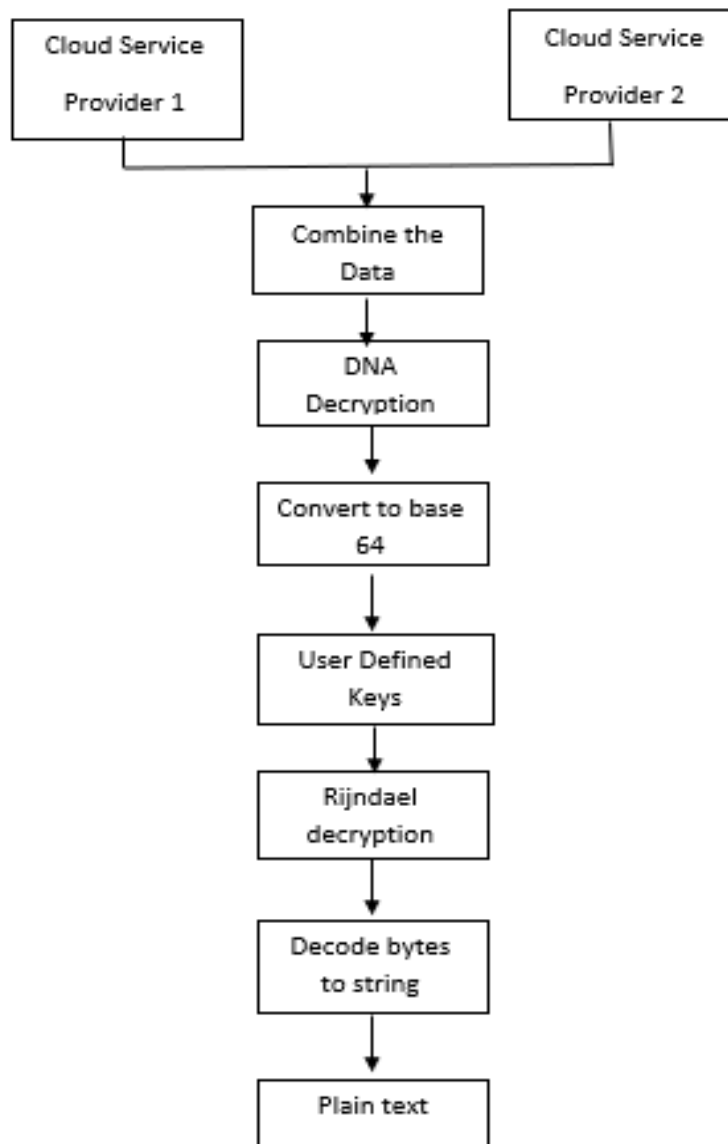 Cloud Service
Provider 1
Cloud Service
Provider 2
Combine the
Data
DNA
Decryption
Convert to base
64
User Defined
Keys
Rijndael
decryption
Decode bytes
to string
Plain text